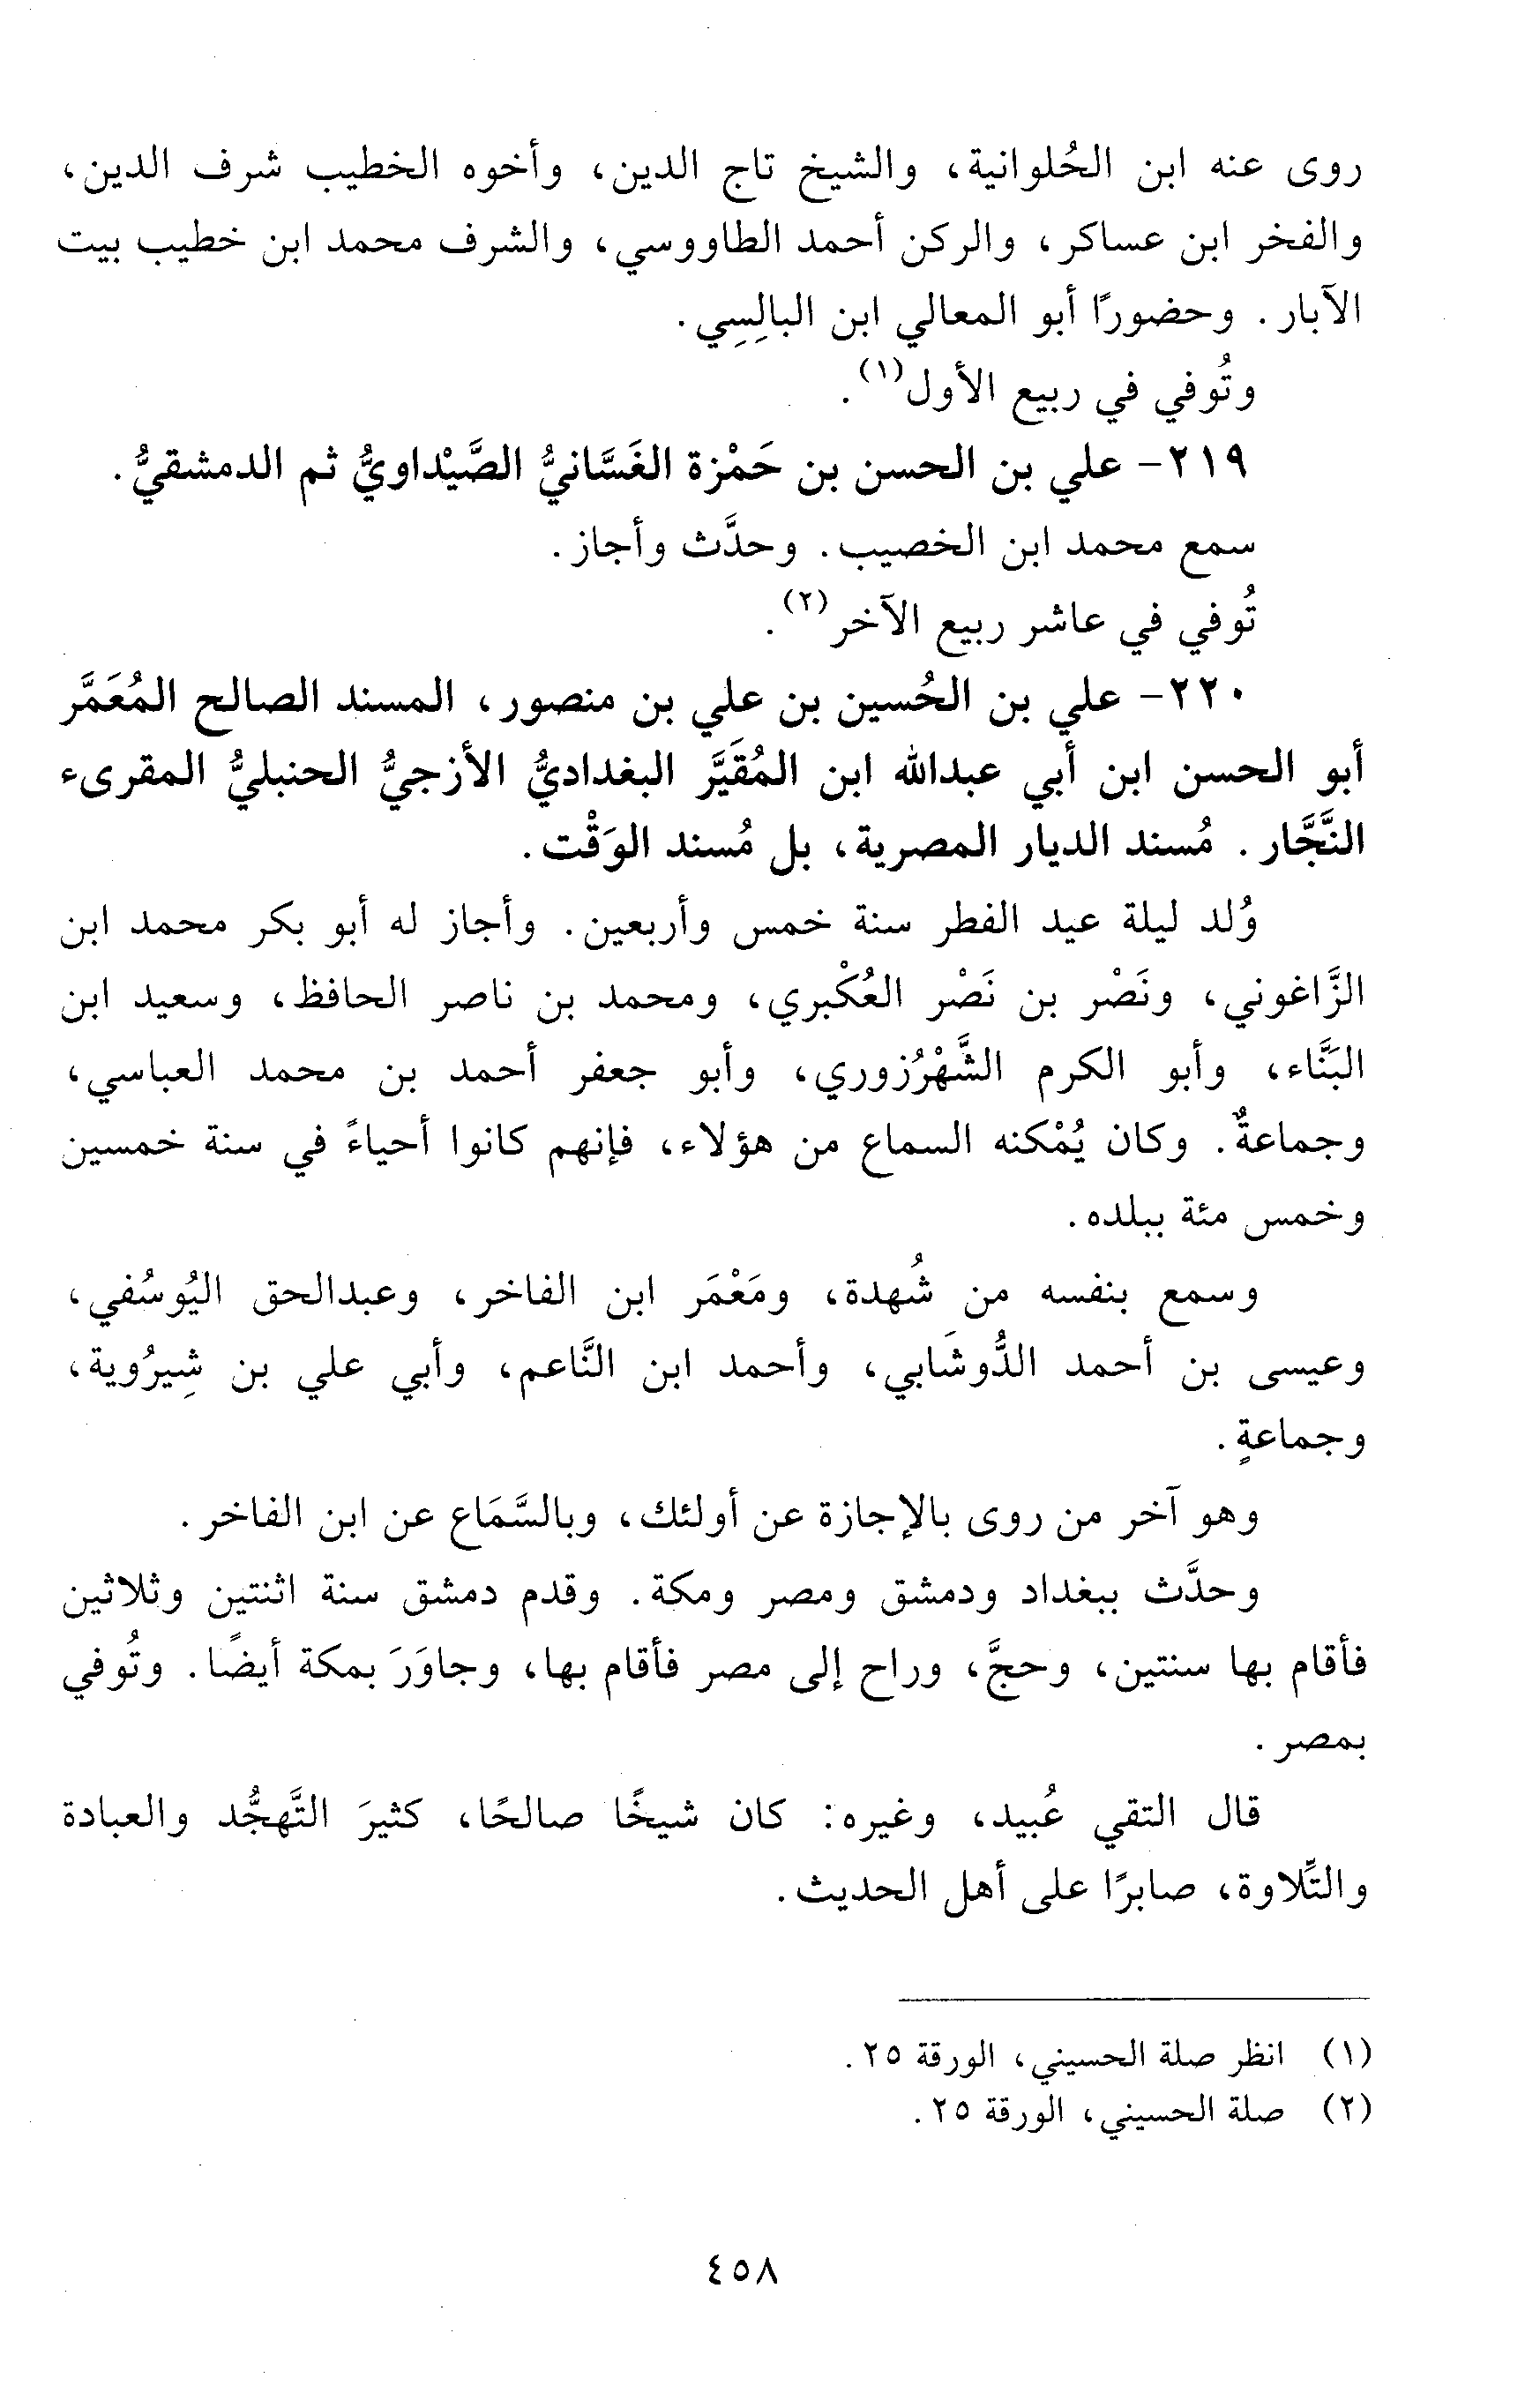 روى عنه ابن الحُلوانية، والشيخ تاج الدين، وأخوه الخطيب شرف الدين،
والفخر ابن عساكر، والركن أحمد الطاووسي، والشرف محمد ابن خطيب بيت
الآبار. وحضورًا أبو المعالي ابن البالِسِي.
وتُوفي في ربيع الأول(١).
٢١٩- علي بن الحسن بن حَمْزة الغَسَّانيُّ الصَّيْداويُّ ثم الدمشقيُّ.
سمع محمد ابن الخصيب. وحدَّث وأجاز.
تُوفي في عاشر ربيع الآخر(٢).
٢٢٠- علي بن الحُسين بن علي بن منصور، المسند الصالح المُعَمَّر
أبو الحسن ابن أبي عبدالله ابن المُقَيَّر البغداديُّ الأزجيُّ الحنبليُّ المقرىء
النَّجَّار. مُسند الديار المصرية، بل مُسند الوَقْت.
وُلد ليلة عيد الفطر سنة خمس وأربعين. وأجاز له أبو بكر محمد ابن
الزَّاغوني، ونَصْر بن نَصْر العُكْبري، ومحمد بن ناصر الحافظ، وسعيد ابن
البَنَّاء، وأبو الكرم الشَّهْرُزوري، وأبو جعفر أحمد بن محمد العباسي،
وجماعةٌ. وكان يُمْكنه السماع من هؤلاء، فإنهم كانوا أحياءً في سنة خمسين
وخمس مئة ببلده.
وسمع بنفسه من شُهدة، ومَعْمَر ابن الفاخر، وعبدالحق اليُوسُفي،
وعيسى بن أحمد الدُّوشَابي، وأحمد ابن النَّاعم، وأبي علي بن شِيرُوية،
وجماعةٍ.
وهو آخر من روى بالإجازة عن أولئك، وبالسَّمَاع عن ابن الفاخر.
وحدَّث ببغداد ودمشق ومصر ومكة. وقدم دمشق سنة اثنتين وثلاثين
فأقام بها سنتين، وحجَّ، وراح إلى مصر فأقام بها، وجاوَرَ بمكة أيضًا. وتُوفي
بمصر.
قال التقي عُبيد، وغيره: كان شيخًا صالحًا، كثيرَ التَّهجُّد والعبادة
والتِّلاوة، صابرًا على أهل الحديث.
(١) انظر صلة الحسيني، الورقة ٢٥.
(٢) صلة الحسيني، الورقة ٢٥.
٤٥٨